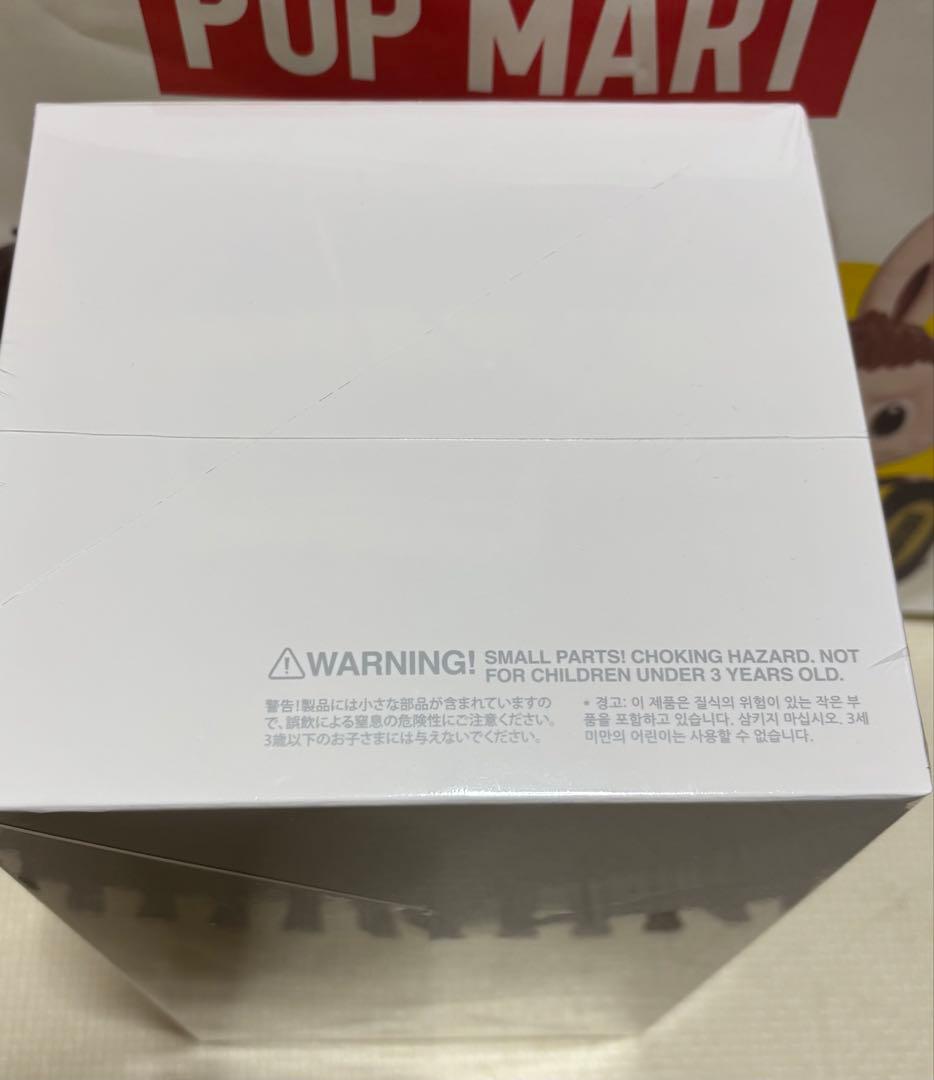 POP MART
WARNING! SMALL PARTS! CHOKING HAZARD. NOT
FOR CHILDREN UNDER 3 YEARS OLD.
警告!製品には小さな部品が含まれていますの
で、誤飲による窒息の危険性にご注意ください。
3歳以下のお子さまには与えないでください。
* 경고: 이 제품은 질식의 위험이 있는 작은 부
품을 포함하고 있습니다. 삼키지 마십시오. 3세
미만의 어린이는 사용할 수 없습니다.